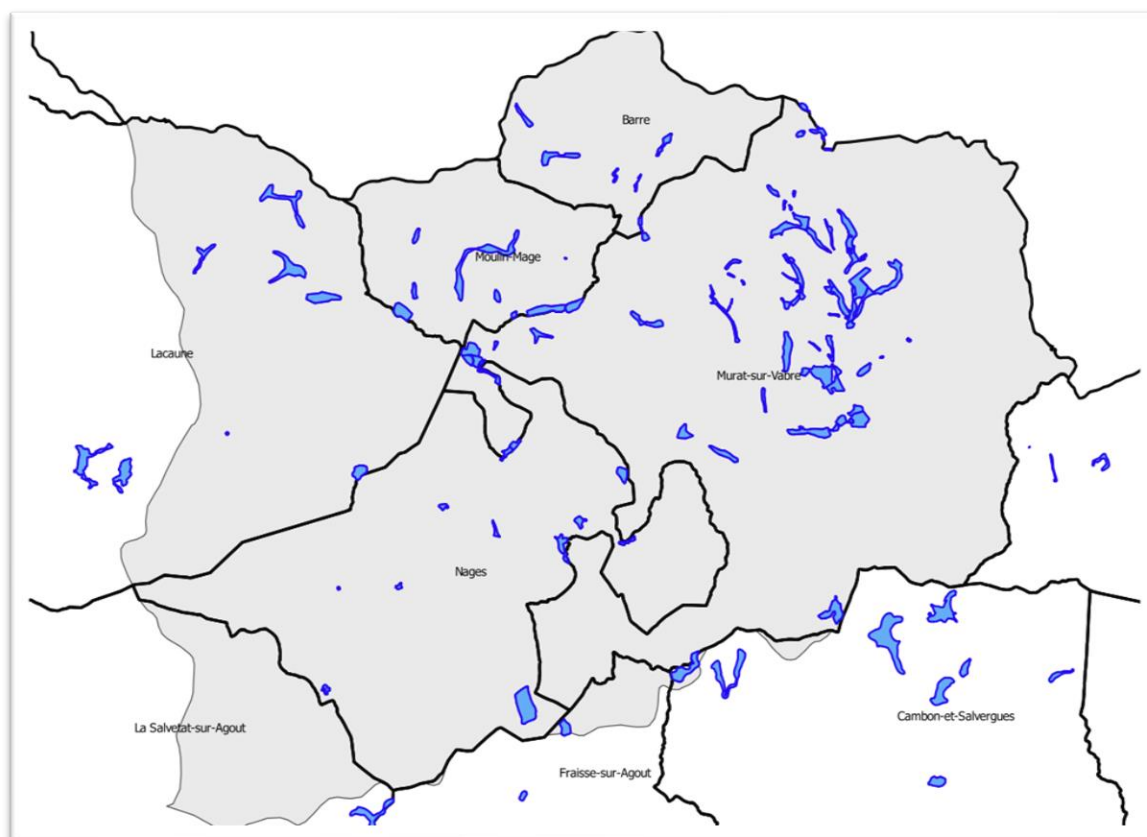 Barre
Moulin-Mage
Lacaune
Murat-sur-Vabre
Nages
La Salvetat-sur-Agout
Cambon-et-Salvergues
Fraisse-sur-Agout